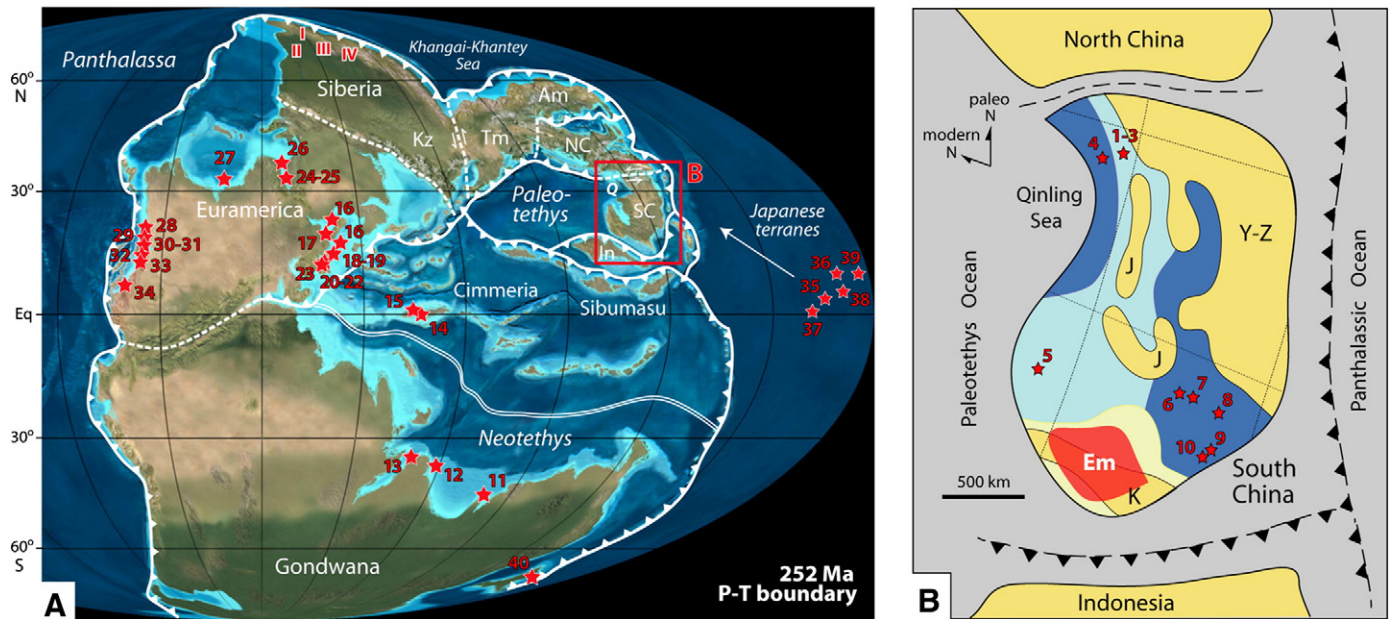 Panthalassa
I
II
III
IV
Khangai-Khantey
Sea
60º
N
Siberia
Am
Kz
Tm
NC
27
26
24-25
30º
B
Q
Paleo-
tethys
SC
In
Euramerica
16
16
17
18-19
23
20-22
28
29
30-31
32
33
34
Japanese
terranes
36
39
35
38
37
Cimmeria
Sibumasu
15
14
Eq
Neotethys
30º
13
12
11
60º
S
Gondwana
40
252 Ma
P-T boundary
A
North China
paleo
N
modern
N
4
1-3
Qinling
Sea
Y-Z
J
J
Paleotethys Ocean
Panthalassic Ocean
5
6
7
8
9
10
Em
K
500 km
South
China
Indonesia
B